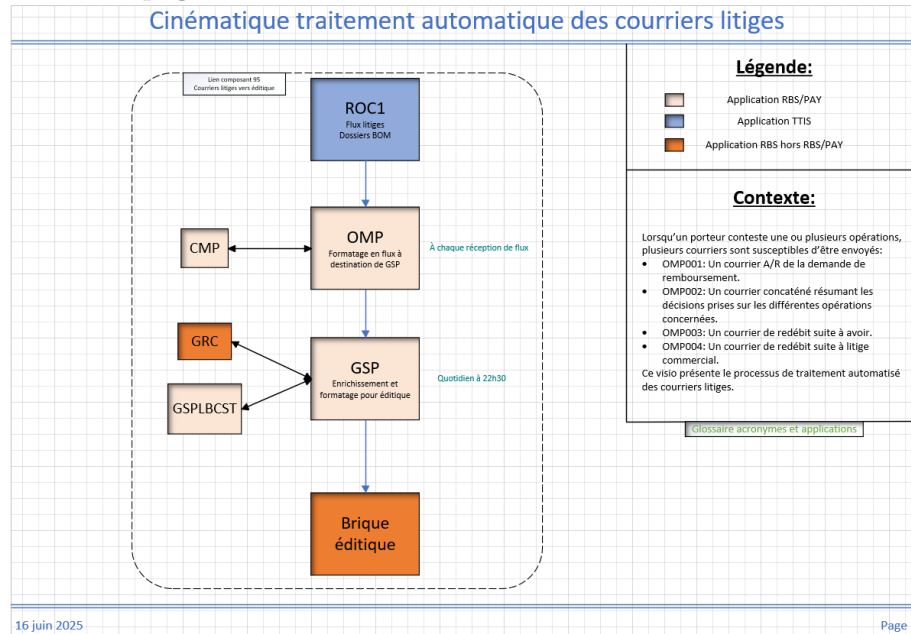 Cinématique traitement automatique des courriers litiges
Lien composant 95
Courriers litiges vers éditique
ROC1
Flux litiges
Dossiers BOM
CMP
OMP
Formatage en flux à
destination de GSP
À chaque réception de flux
GRC
GSPLBCST
GSP
Enrichissement et
formatage pour éditique
Quotidien à 22h30
Brique
éditique
Légende:
Application RBS/PAY
Application TTIS
Application RBS hors RBS/PAY
Contexte:
Lorsqu'un porteur conteste une ou plusieurs opérations,
plusieurs courriers sont susceptibles d'être envoyés:
• OMP001: Un courrier A/R de la demande de
remboursement.
• OMP002: Un courrier concaténé résumant les
décisions prises sur les différentes opérations
concernées.
• OMP003: Un courrier de redébit suite à avoir.
• OMP004: Un courrier de redébit suite à litige
commercial.
Ce visio présente le processus de traitement automatisé
des courriers litiges.
Glossaire acronymes et applications
16 juin 2025
Page